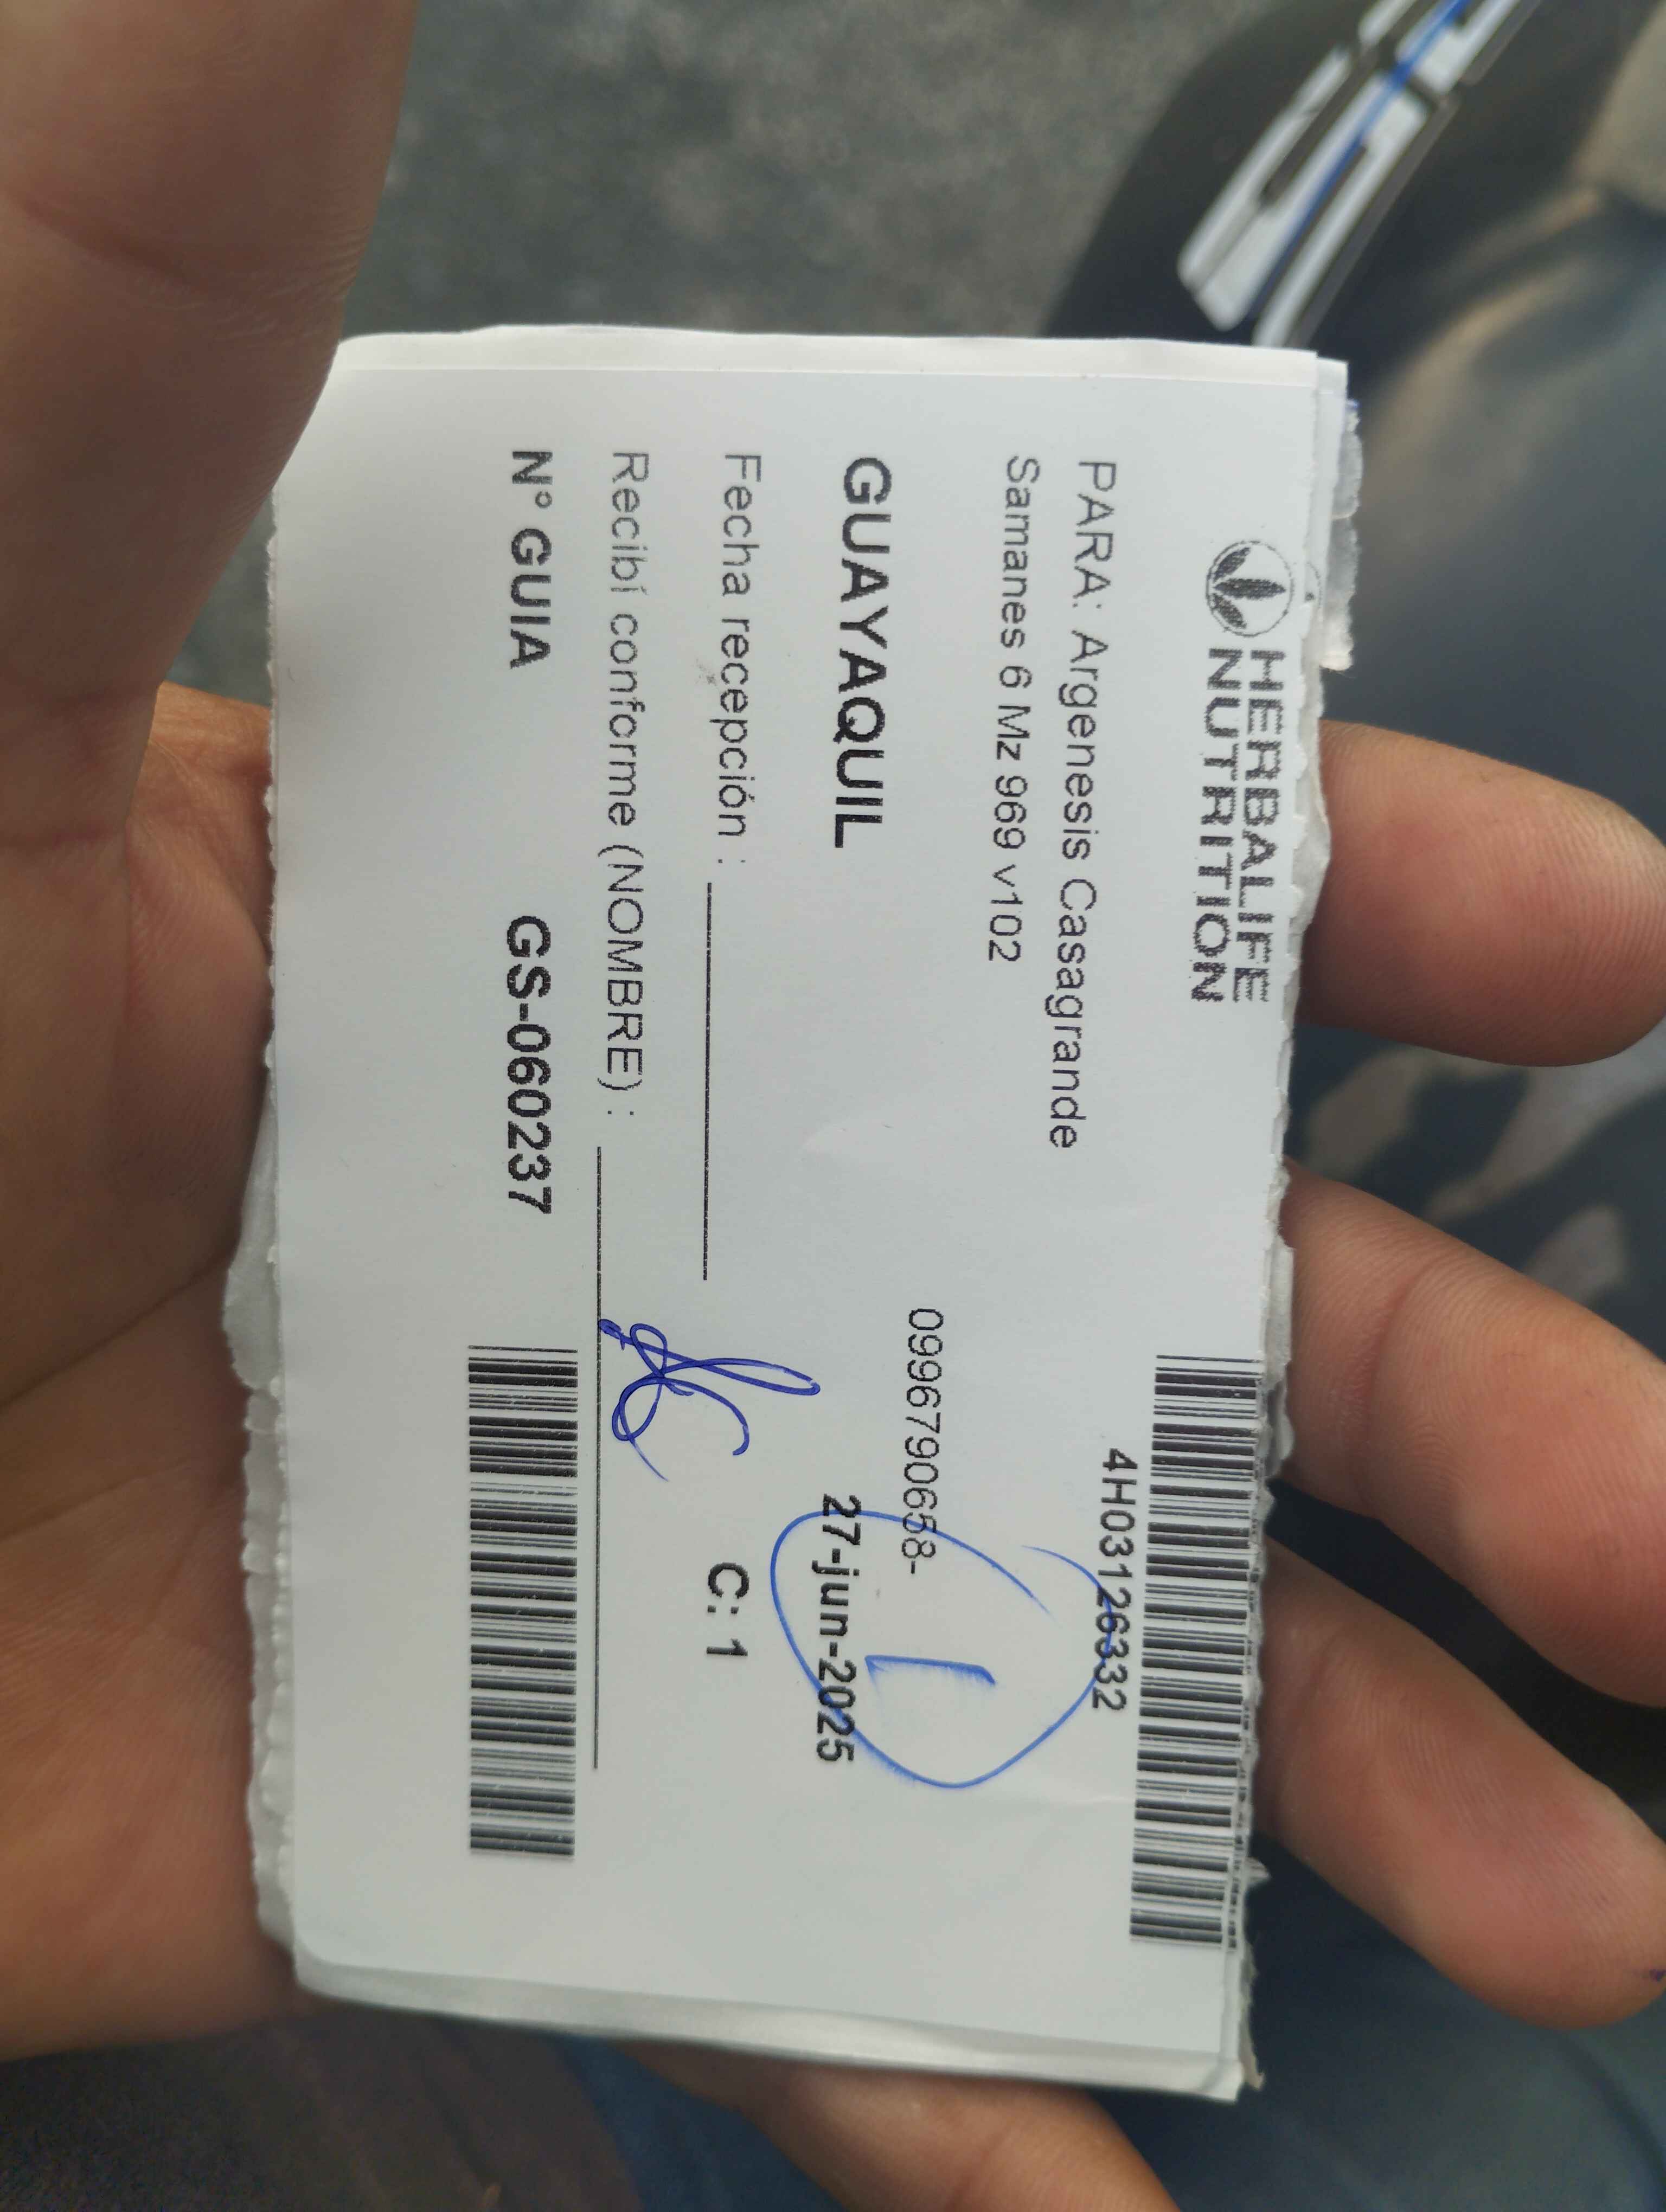 HERBALIFE
NUTRITION
4H03126332
PARA: Argenesis Casagrande
Samanes 6 Mz 969 v102
0996790658-
GUAYAQUIL
27-jun-2025
1
Fecha recepción :
C: 1
Recibí conforme (NOMBRE) :
N° GUIA GS-060237